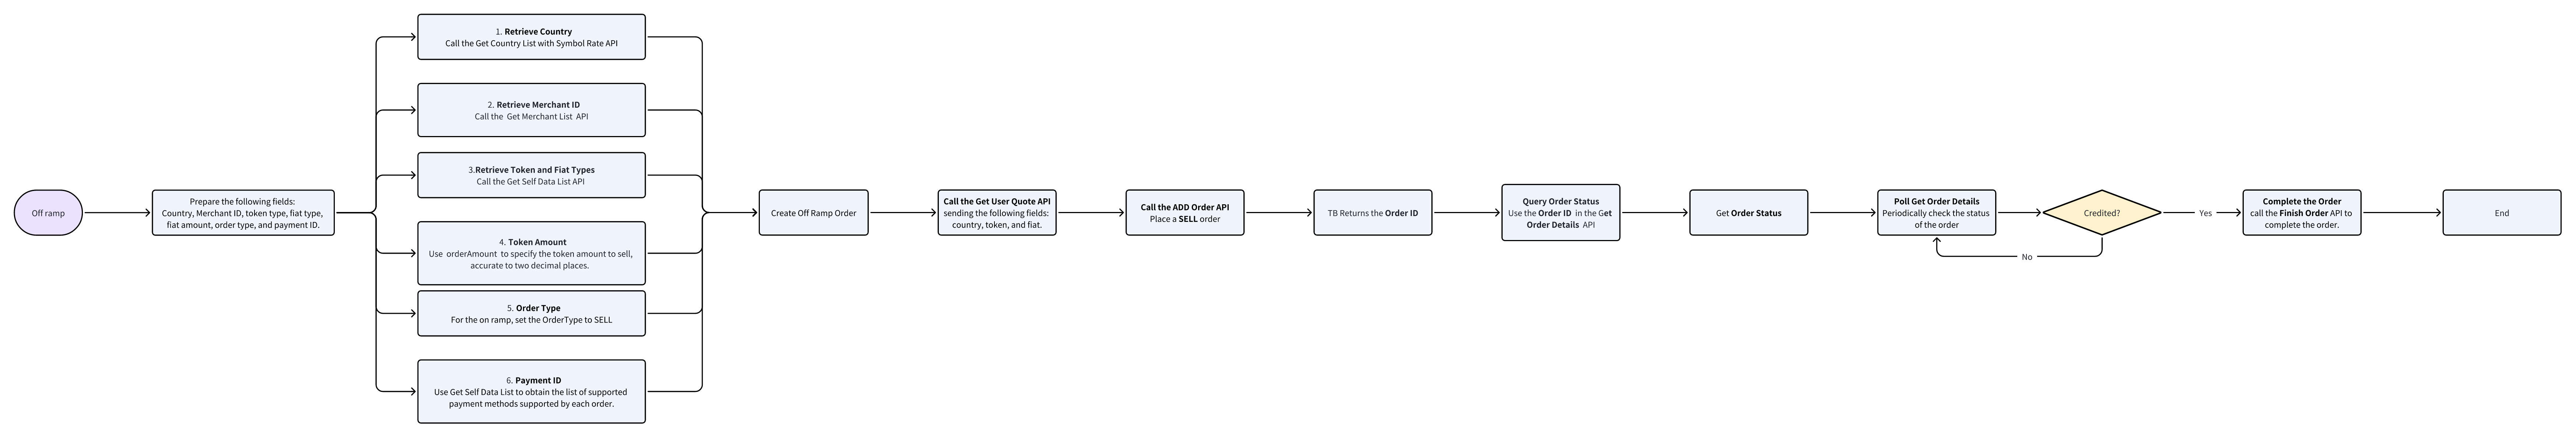 Off ramp
Prepare the following fields:
Country, Merchant ID, token type, fiat type,
fiat amount, order type, and payment ID.
1. Retrieve Country
Call the Get Country List with Symbol Rate API
2. Retrieve Merchant ID
Call the Get Merchant List API
3.Retrieve Token and Fiat Types
Call the Get Self Data List API
4. Token Amount
Use orderAmount to specify the token amount to sell,
accurate to two decimal places.
5. Order Type
For the on ramp, set the OrderType to SELL
6. Payment ID
Use Get Self Data List to obtain the list of supported
payment methods supported by each order.
Create Off Ramp Order
Call the Get User Quote API
sending the following fields:
country, token, and fiat.
Call the ADD Order API
Place a SELL order
TB Returns the Order ID
Query Order Status
Use the Order ID in the Get
Order Details API
Get Order Status
Poll Get Order Details
Periodically check the status
of the order
Credited?
No
Yes
Complete the Order
call the Finish Order API to
complete the order.
End